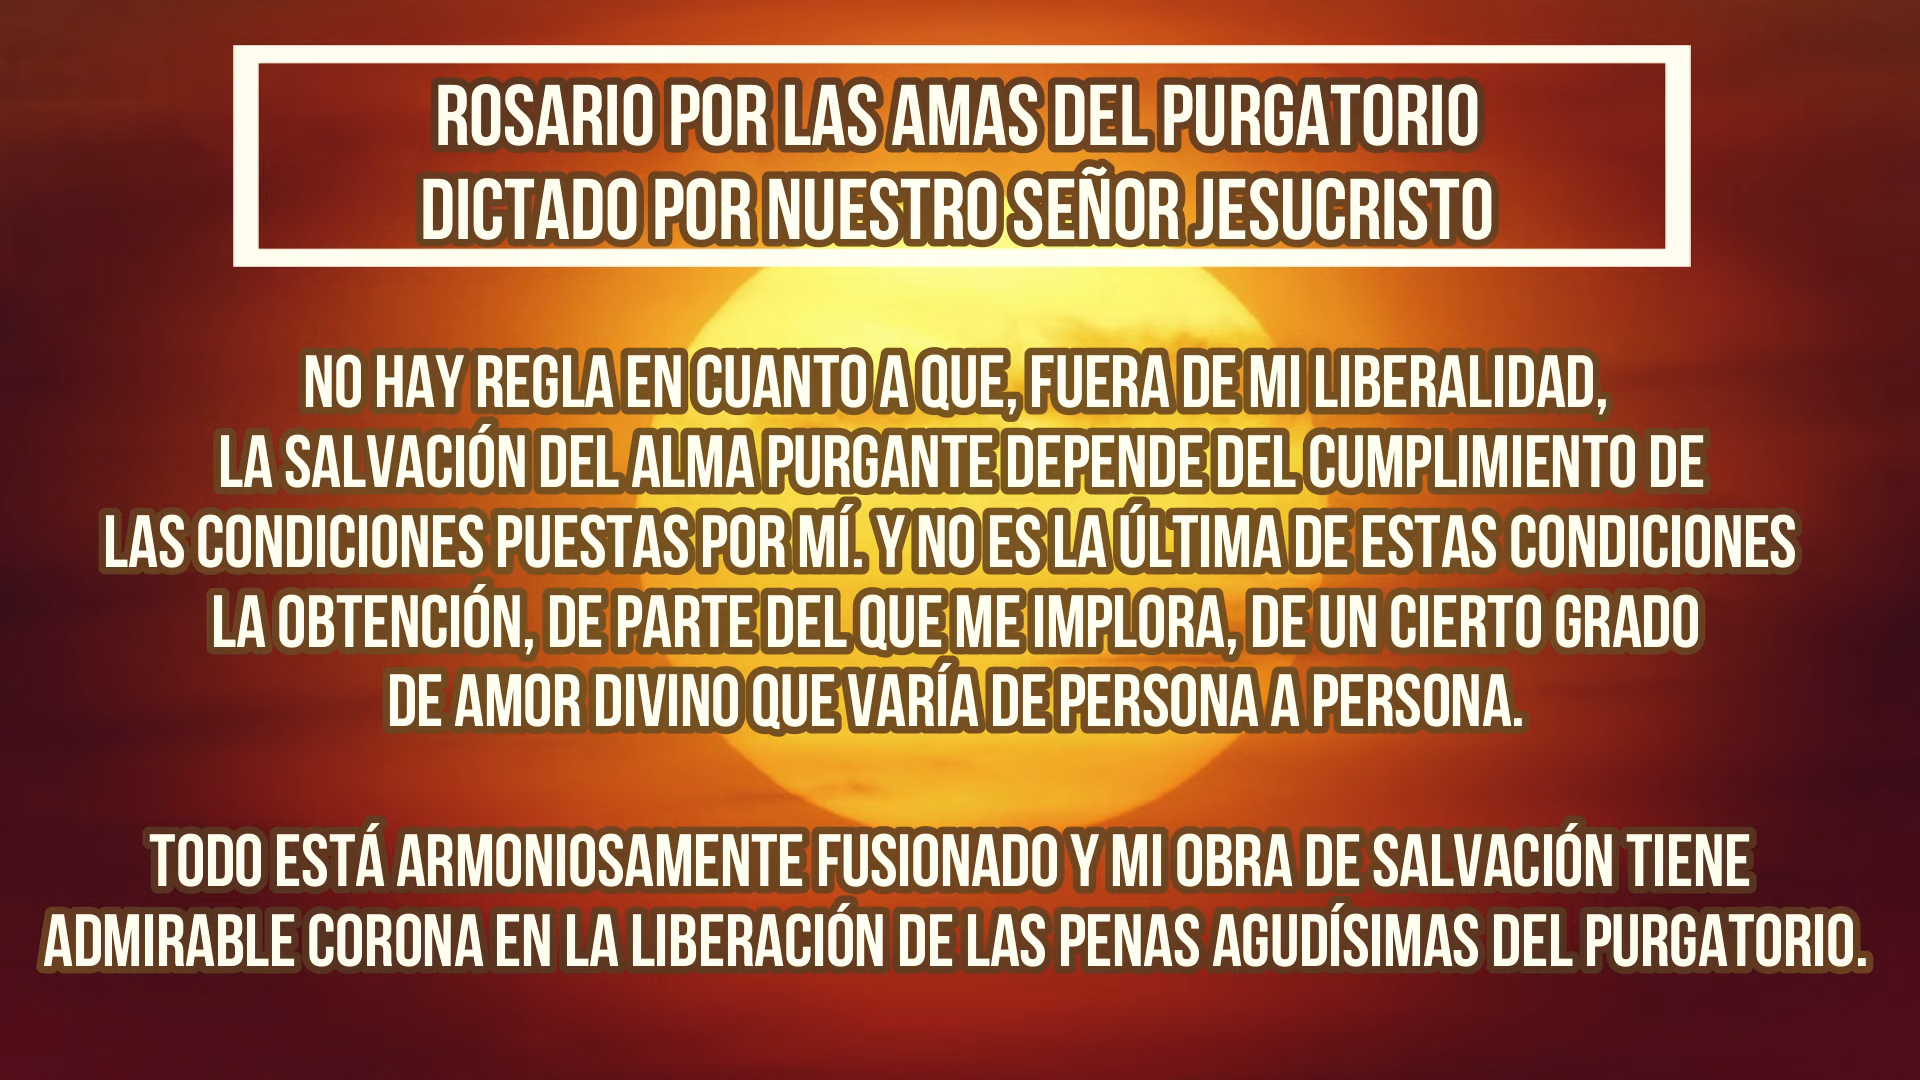 ROSARIO POR LAS AMAS DEL PURGATORIO
DICTADO POR NUESTRO SEÑOR JESUCRISTO
NO HAY REGLA EN CUANTO A QUE, FUERA DE MI LIBERALIDAD,
LA SALVACIÓN DEL ALMA PURGANTE DEPENDE DEL CUMPLIMIENTO DE
LAS CONDICIONES PUESTAS POR MÍ. Y NO ES LA ÚLTIMA DE ESTAS CONDICIONES
LA OBTENCIÓN, DE PARTE DEL QUE ME IMPLORA, DE UN CIERTO GRADO
DE AMOR DIVINO QUE VARÍA DE PERSONA A PERSONA.
TODO ESTÁ ARMONIOSAMENTE FUSIONADO Y MI OBRA DE SALVACIÓN TIENE
ADMIRABLE CORONA EN LA LIBERACIÓN DE LAS PENAS AGUDÍSIMAS DEL PURGATORIO.